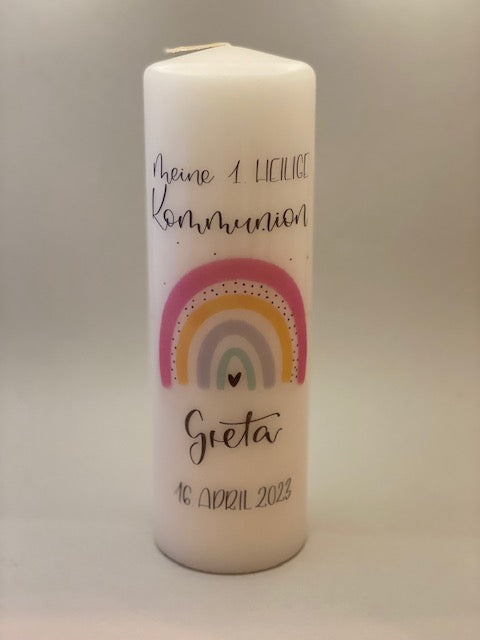 Meine 1. HEILIGE
Kommunion
Greta
16 APRIL 2023